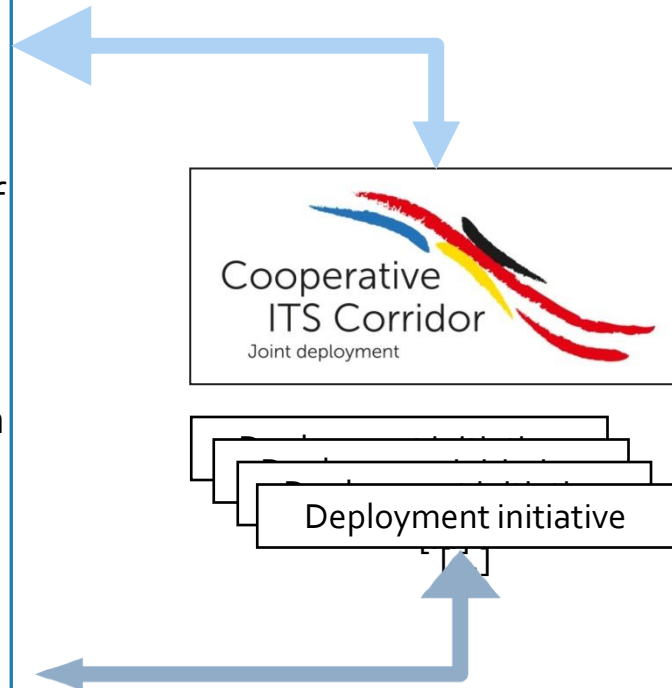 Cooperative
ITS Corridor
Joint deployment
Deployment initiative